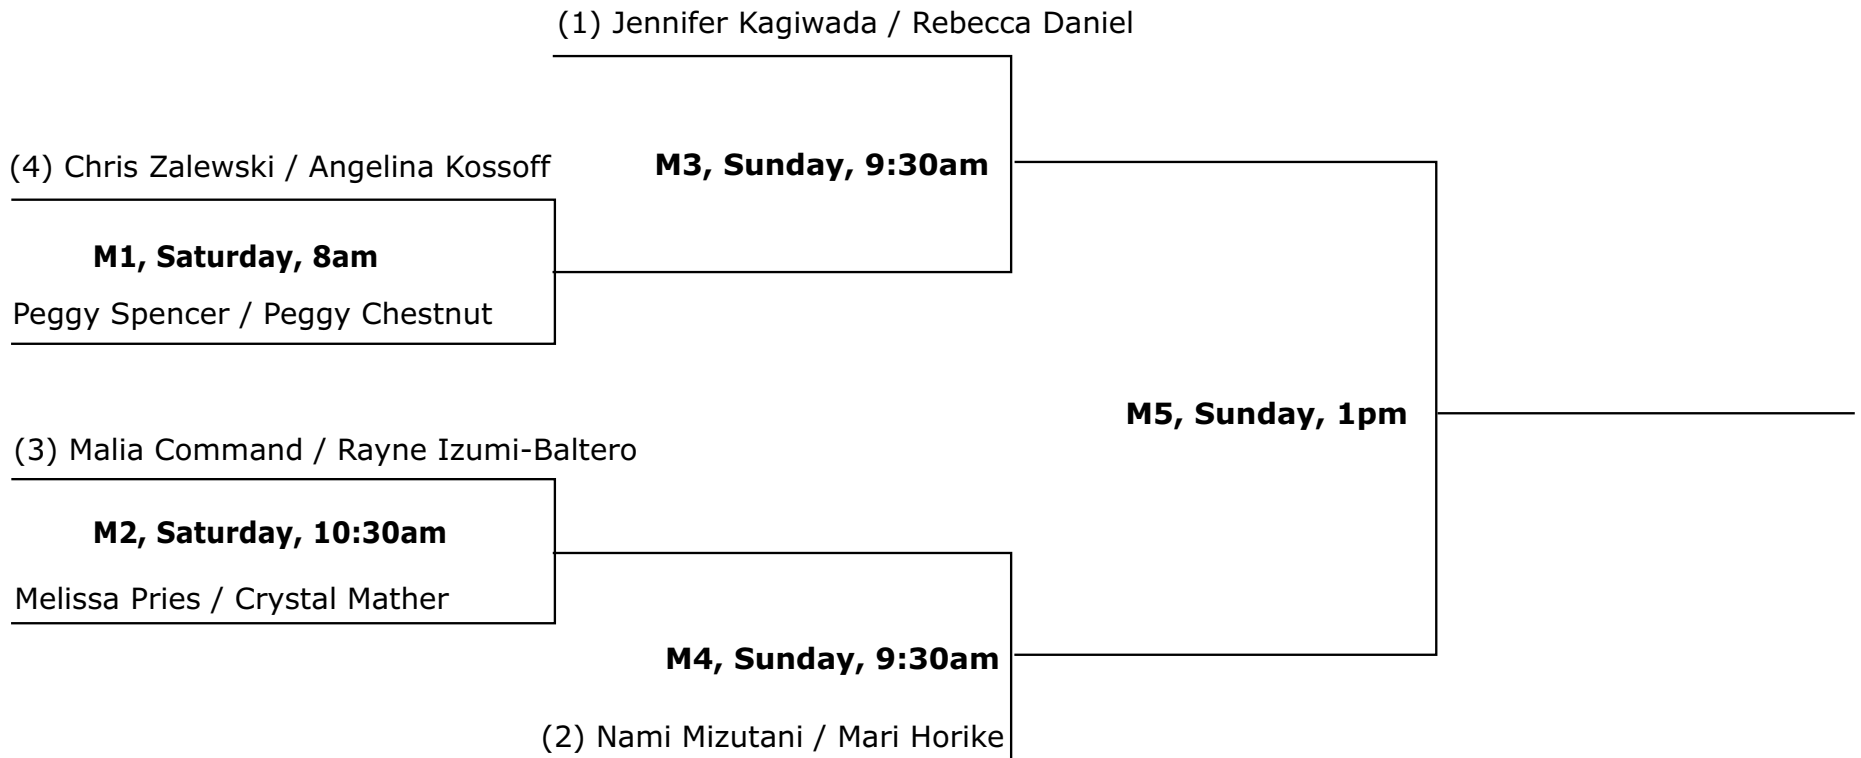 (1) Jennifer Kagiwada / Rebecca Daniel
(4) Chris Zalewski / Angelina Kossoff
M3, Sunday, 9:30am
M1, Saturday, 8am
Peggy Spencer / Peggy Chestnut
M5, Sunday, 1pm
(3) Malia Command / Rayne Izumi-Baltero
M2, Saturday, 10:30am
Melissa Pries / Crystal Mather
M4, Sunday, 9:30am
(2) Nami Mizutani / Mari Horike